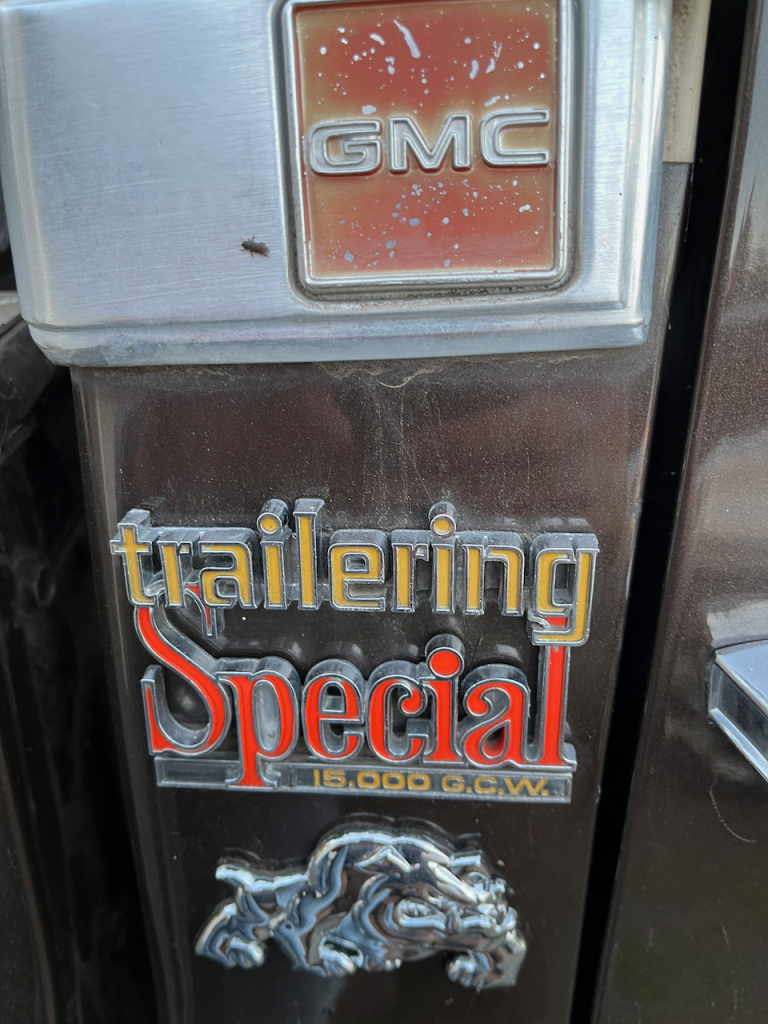 GMC
trailering
Special
15,000 G.C.W.